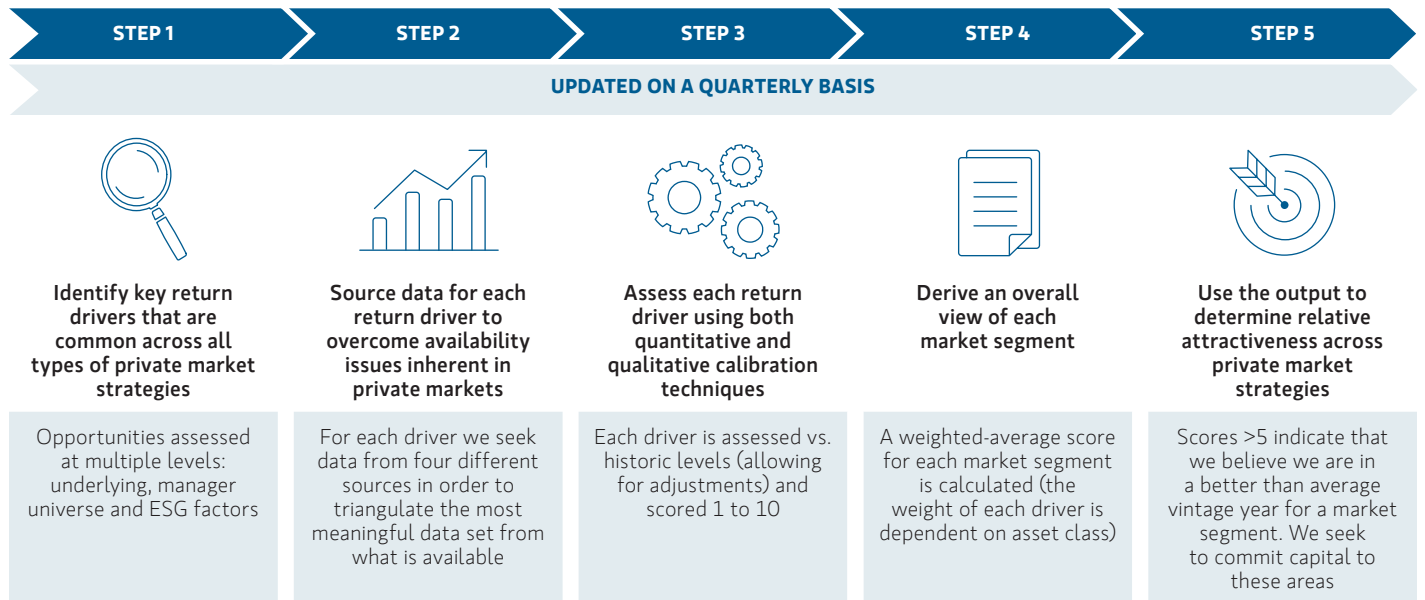 STEP 1
STEP 2
STEP 3
STEP 4
STEP 5
UPDATED ON A QUARTERLY BASIS
Identify key return
drivers that are
common across all
types of private market
strategies
Opportunities assessed
at multiple levels:
underlying, manager
universe and ESG factors
Source data for each
return driver to
overcome availability
issues inherent in
private markets
For each driver we seek
data from four different
sources in order to
triangulate the most
meaningful data set from
what is available
Assess each return
driver using both
quantitative and
qualitative calibration
techniques
Each driver is assessed vs.
historic levels (allowing
for adjustments) and
scored 1 to 10
Derive an overall
view of each
market segment
A weighted-average score
for each market segment
is calculated (the
weight of each driver is
dependent on asset class)
Use the output to
determine relative
attractiveness across
private market
strategies
Scores >5 indicate that
we believe we are in
a better than average
vintage year for a market
segment. We seek
to commit capital to
these areas